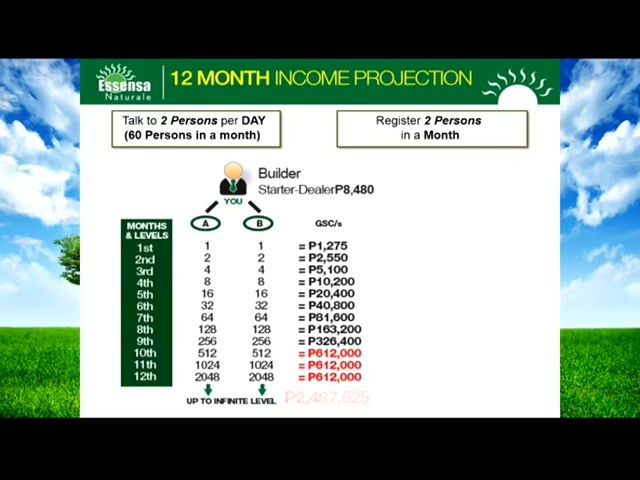 Essensa
Naturale
12 MONTH INCOME PROJECTION
Talk to 2 Persons per DAY
(60 Persons in a month)
Register 2 Persons
in a Month
Builder
Starter-DealerP8,480
YOU
MONTHS & LEVELS A B GSC/s
1st 1 1 = P1,275
2nd 2 2 = P2,550
3rd 4 4 = P5,100
4th 8 8 = P10,200
5th 16 16 = P20,400
6th 32 32 = P40,800
7th 64 64 = P81,600
8th 128 128 = P163,200
9th 256 256 = P326,400
10th 512 512 = P612,000
11th 1024 1024 = P612,000
12th 2048 2048 = P612,000
UP TO INFINITE LEVEL P2,487,525